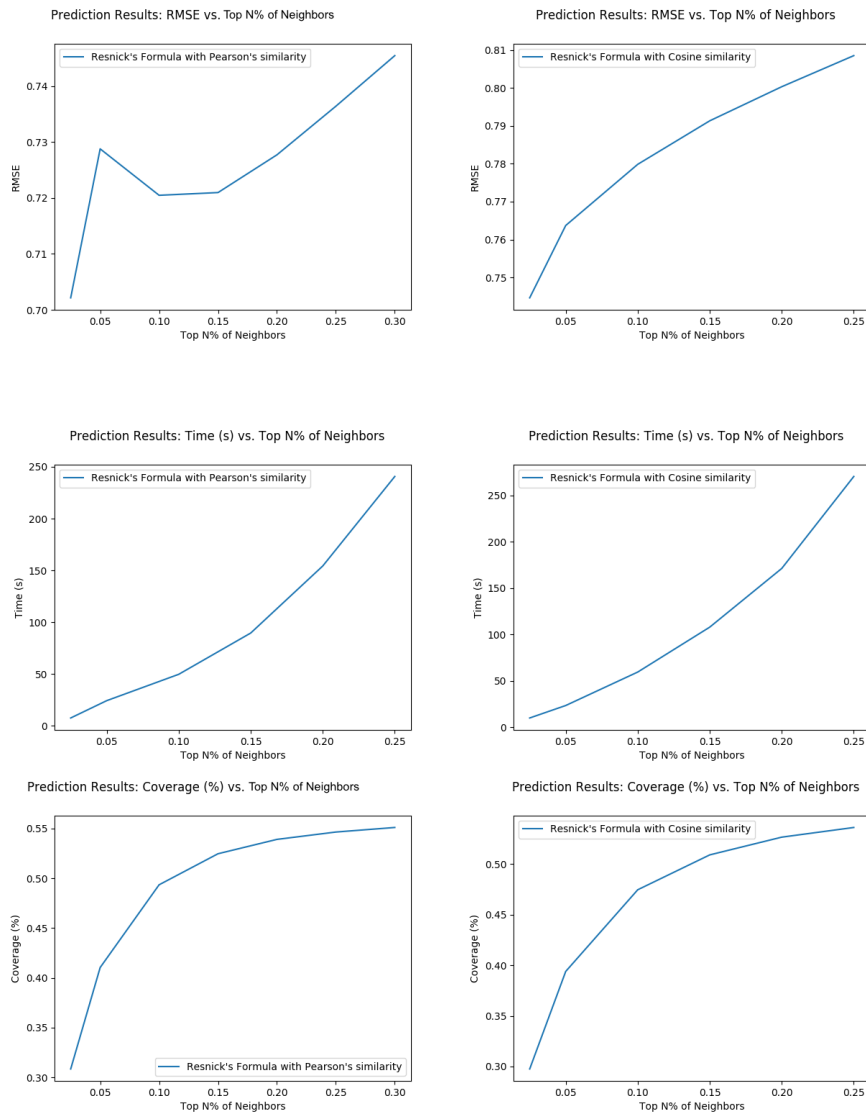 Prediction Results: RMSE vs. Top N% of Neighbors
Resnick's Formula with Pearson's similarity
0.74
0.73
0.72
0.71
0.70
RMSE
0.05 0.10 0.15 0.20 0.25 0.30
Top N% of Neighbors
Prediction Results: RMSE vs. Top N% of Neighbors
Resnick's Formula with Cosine similarity
0.81
0.80
0.79
0.78
0.77
0.76
0.75
RMSE
0.05 0.10 0.15 0.20 0.25
Top N% of Neighbors
Prediction Results: Time (s) vs. Top N% of Neighbors
Resnick's Formula with Pearson's similarity
250
200
150
100
50
0
Time (s)
0.05 0.10 0.15 0.20 0.25
Top N% of Neighbors
Prediction Results: Time (s) vs. Top N% of Neighbors
Resnick's Formula with Cosine similarity
250
200
150
100
50
0
Time (s)
0.05 0.10 0.15 0.20 0.25
Top N% of Neighbors
Prediction Results: Coverage (%) vs. Top N% of Neighbors
0.55
0.50
0.45
0.40
0.35
0.30
Coverage (%)
Resnick's Formula with Pearson's similarity
0.05 0.10 0.15 0.20 0.25 0.30
Top N% of Neighbors
Prediction Results: Coverage (%) vs. Top N% of Neighbors
Resnick's Formula with Cosine similarity
0.50
0.45
0.40
0.35
0.30
Coverage (%)
0.05 0.10 0.15 0.20 0.25
Top N% of Neighbors